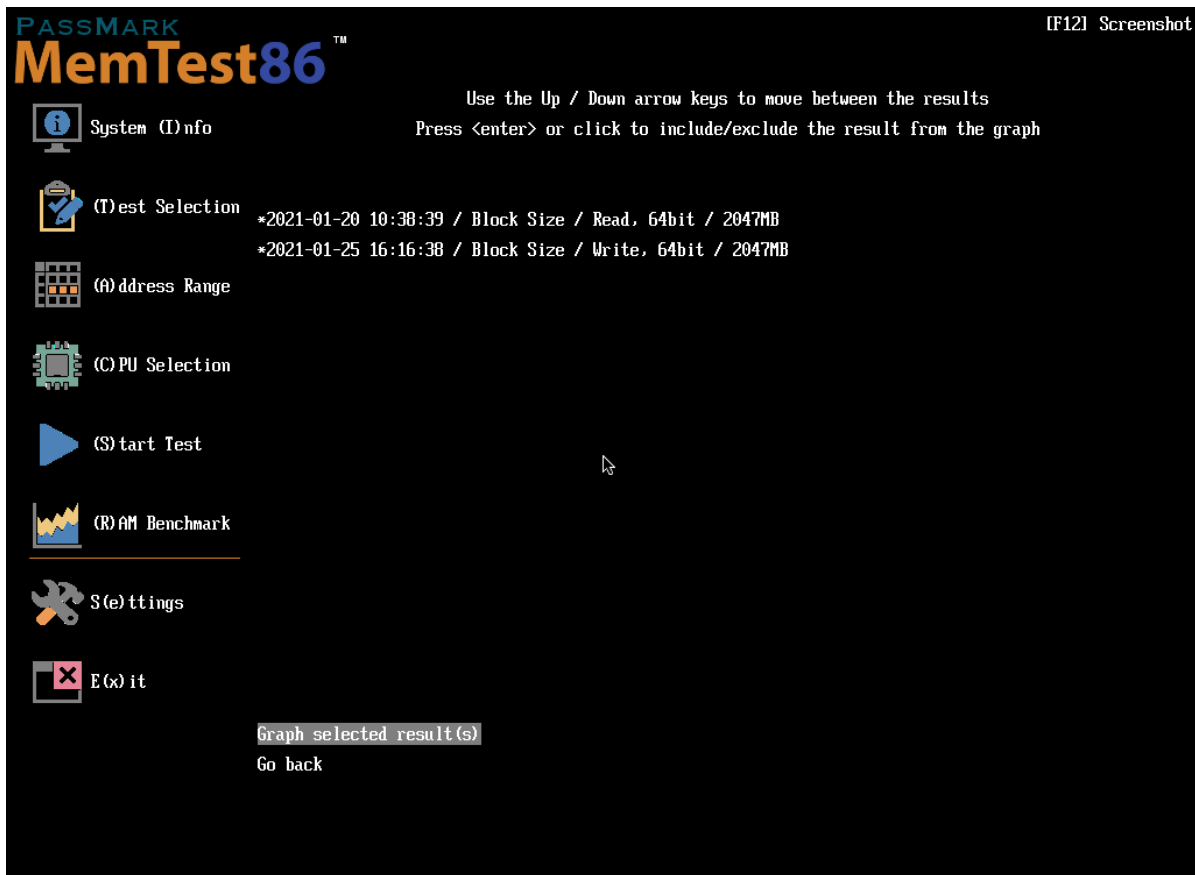 PASSMARK
MemTest86™
[F12] Screenshot
Use the Up / Down arrow keys to move between the results
Press <enter> or click to include/exclude the result from the graph
System (I)nfo
(T)est Selection
(A)ddress Range
(C)PU Selection
(S)tart Test
(R)AM Benchmark
S(e)ttings
E(x)it
*2021-01-20 10:38:39 / Block Size / Read, 64bit / 2047MB
*2021-01-25 16:16:38 / Block Size / Write, 64bit / 2047MB
Graph selected result(s)
Go back